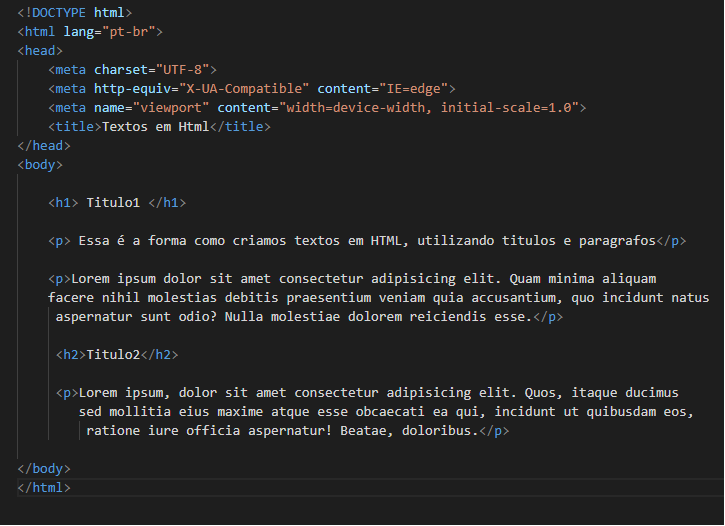 <!DOCTYPE html>
<html lang="pt-br">
<head>
    <meta charset="UTF-8">
    <meta http-equiv="X-UA-Compatible" content="IE=edge">
    <meta name="viewport" content="width=device-width, initial-scale=1.0">
    <title>Textos em Html</title>
</head>
<body>
    <h1> Titulo1 </h1>
    <p> Essa é a forma como criamos textos em HTML, utilizando titulos e paragrafos</p>
    <p>Lorem ipsum dolor sit amet consectetur adipisicing elit. Quam minima aliquam
    facere nihil molestias debitis praesentium veniam quia accusantium, quo incidunt natus
     aspernatur sunt odio? Nulla molestiae dolorem reiciendis esse.</p>
     <h2>Titulo2</h2>
     <p>Lorem ipsum, dolor sit amet consectetur adipisicing elit. Quos, itaque ducimus
        sed mollitia eius maxime atque esse obcaecati ea qui, incidunt ut quibusdam eos,
         ratione iure officia aspernatur! Beatae, doloribus.</p>
</body>
</html>